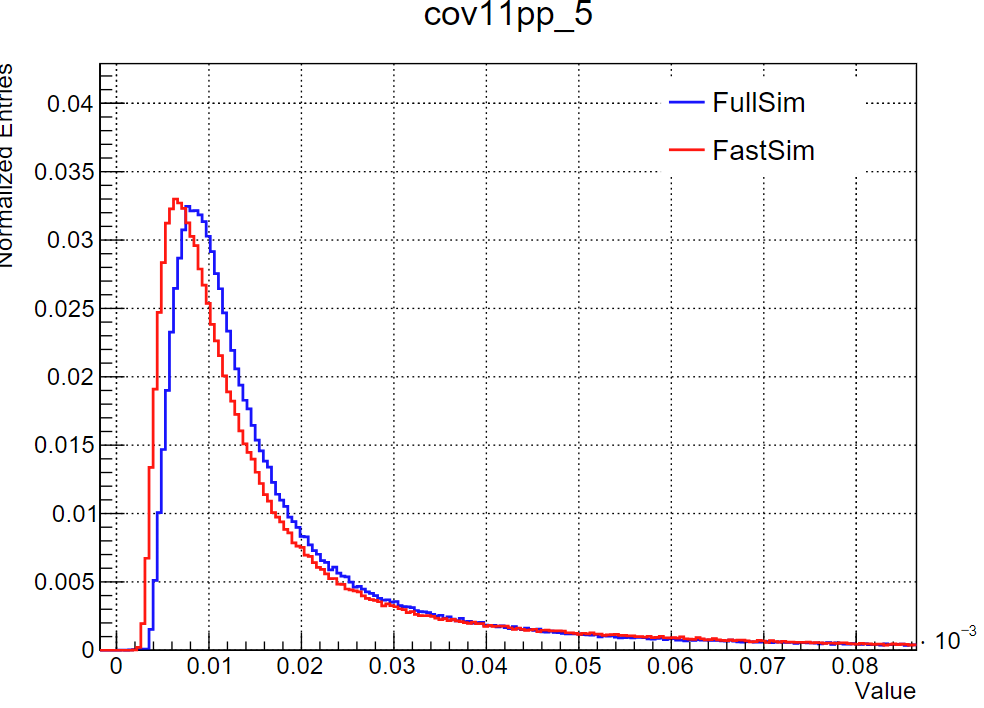 cov11pp_5
Normalized Entries
FullSim
FastSim
0.04
0.035
0.03
0.025
0.02
0.015
0.01
0.005
0
0 0.01 0.02 0.03 0.04 0.05 0.06 0.07 0.08
·10⁻³
Value